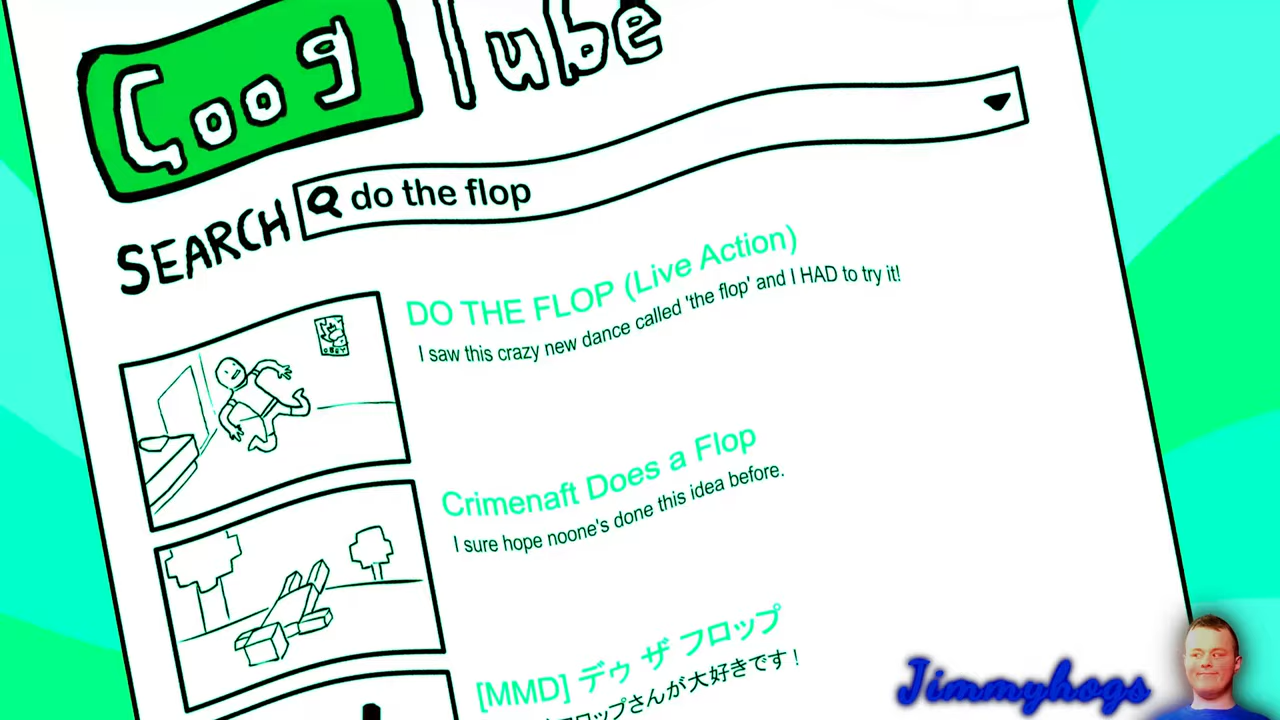 Goog Tube
SEARCH do the flop
DO THE FLOP (Live Action)
I saw this crazy new dance called 'the flop' and I HAD to try it!
OBEY
Crimenaft Does a Flop
I sure hope noone's done this idea before.
[MMD] デゥ ザ フロップ
フロップさんが大好きです！
Jimmyhogs